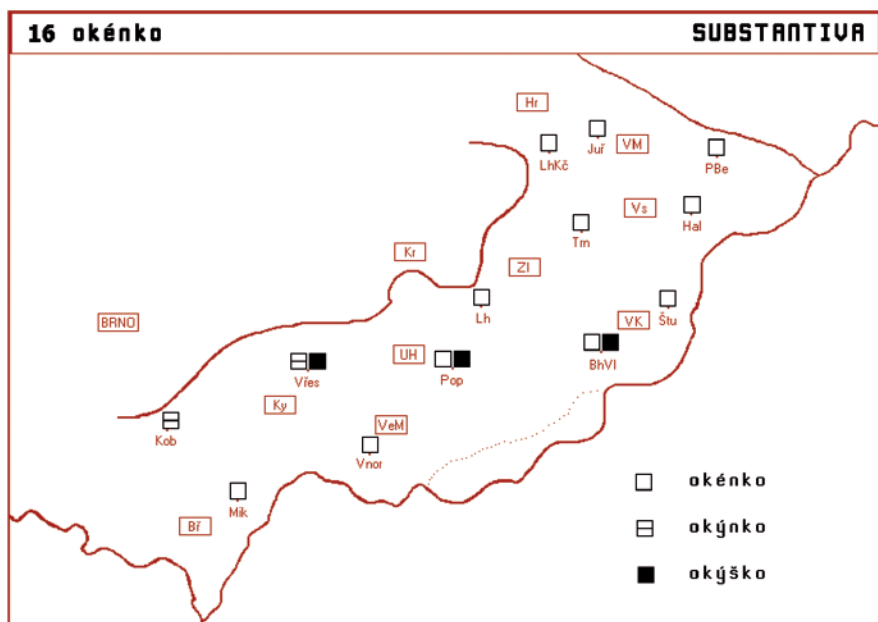 16 okénko SUBSTANTIVA
Hr
Juř VM
LhKč PBe
Vs
Hal
Trn
Kr
Zl
Lh Štu
BRNO VK
UH
Vřes Pop BhVl
Ky
VeM
Kob
Vnor
okénko
Mik
Bř okýnko
okýško